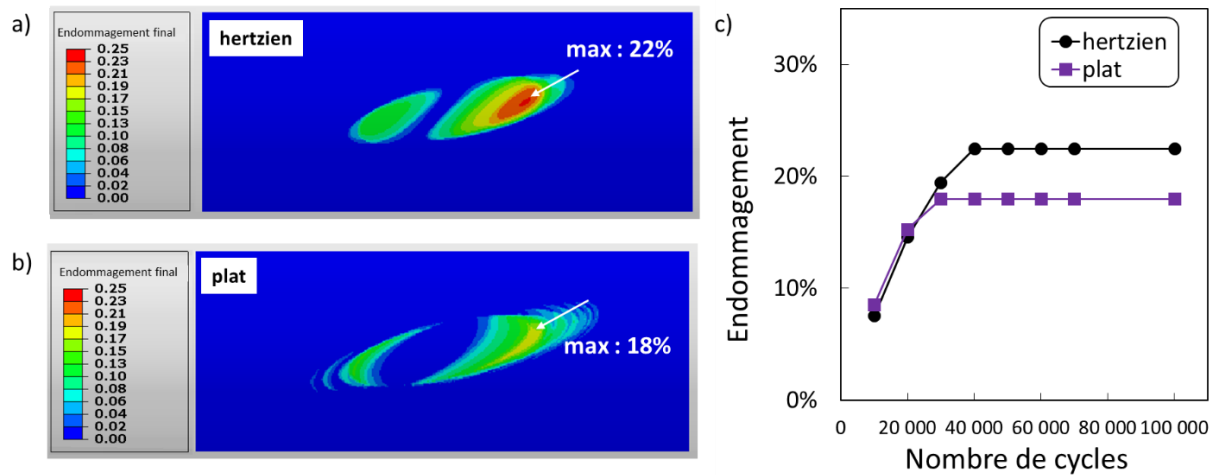 a)
Endommagement final
0.25
0.23
0.21
0.19
0.17
0.15
0.13
0.10
0.08
0.06
0.04
0.02
0.00
hertzien
max : 22%
b)
Endommagement final
0.25
0.23
0.21
0.19
0.17
0.15
0.13
0.10
0.08
0.06
0.04
0.02
0.00
plat
max : 18%
c)
hertzien
plat
30%
20%
10%
0%
Endommagement
0 20 000 40 000 60 000 80 000 100 000
Nombre de cycles